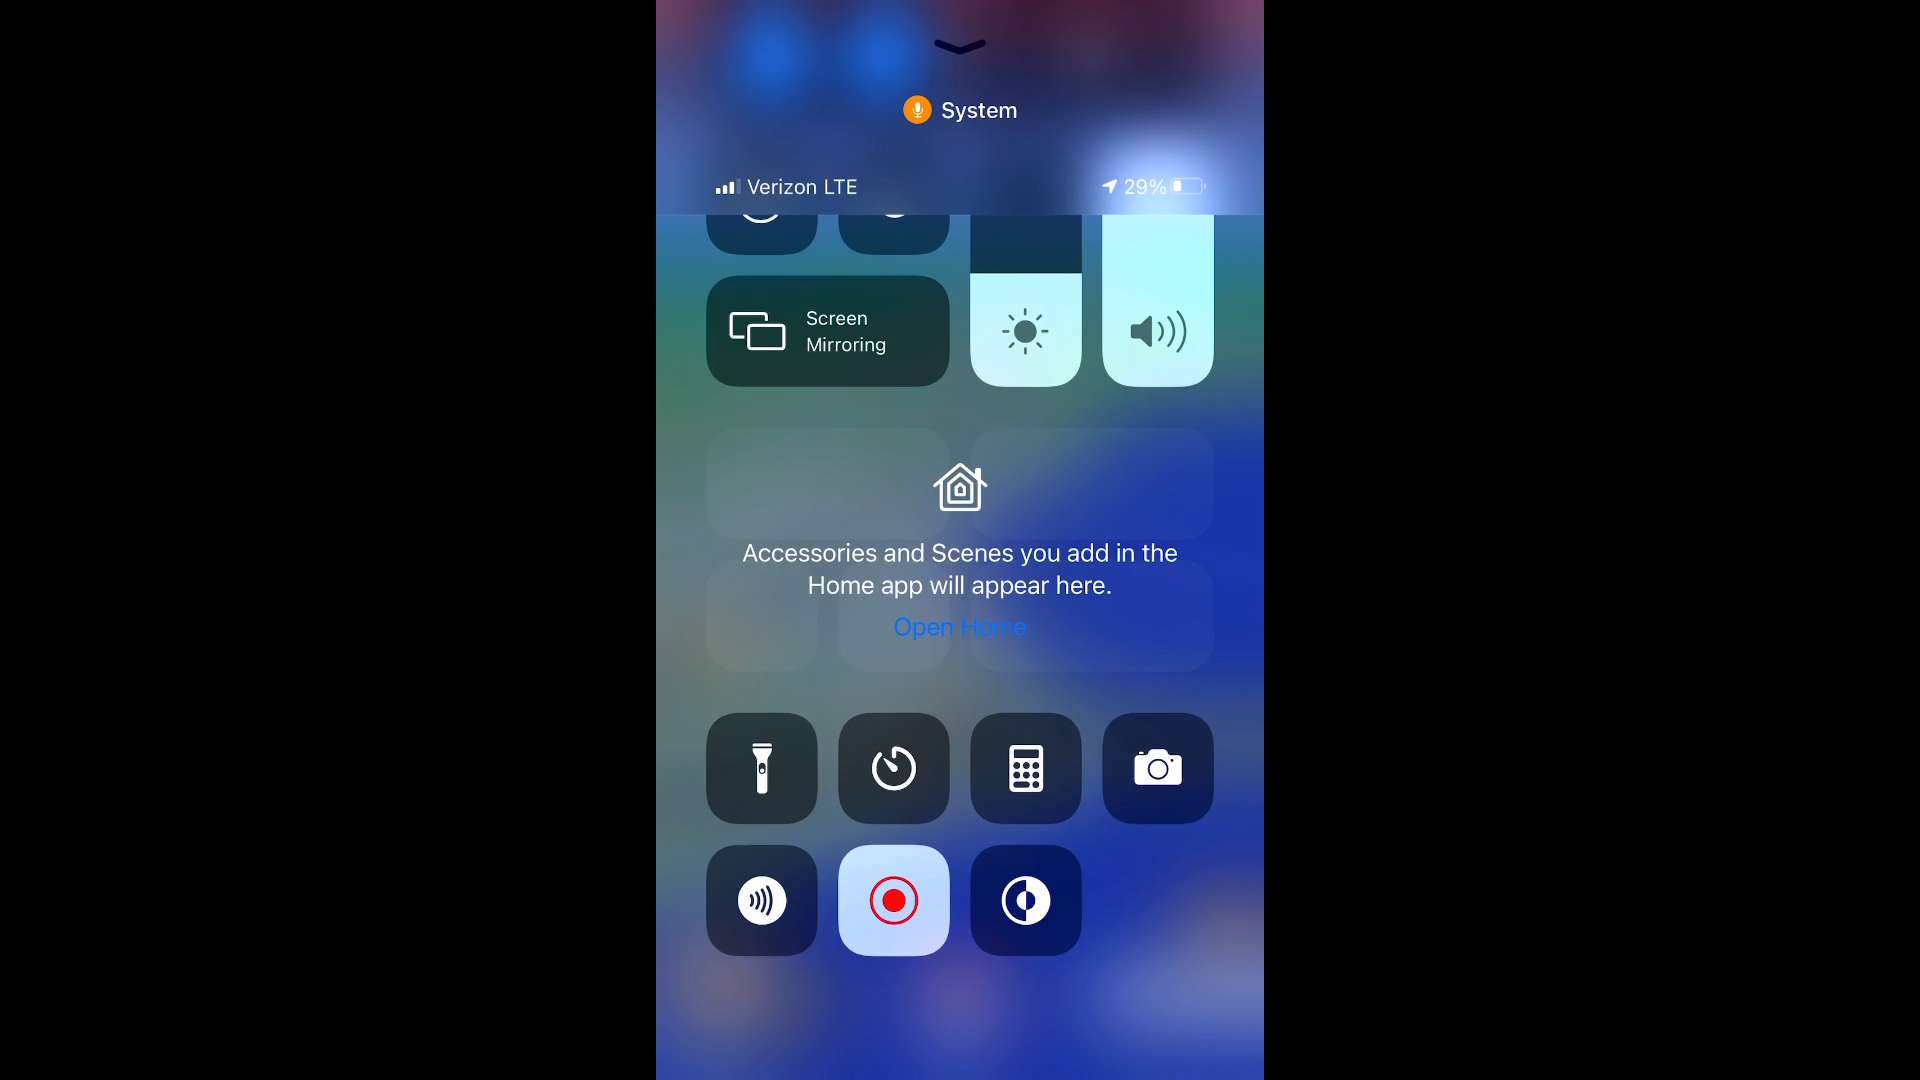 System
Verizon LTE 29%
Screen
Mirroring
Accessories and Scenes you add in the
Home app will appear here.
Open Home